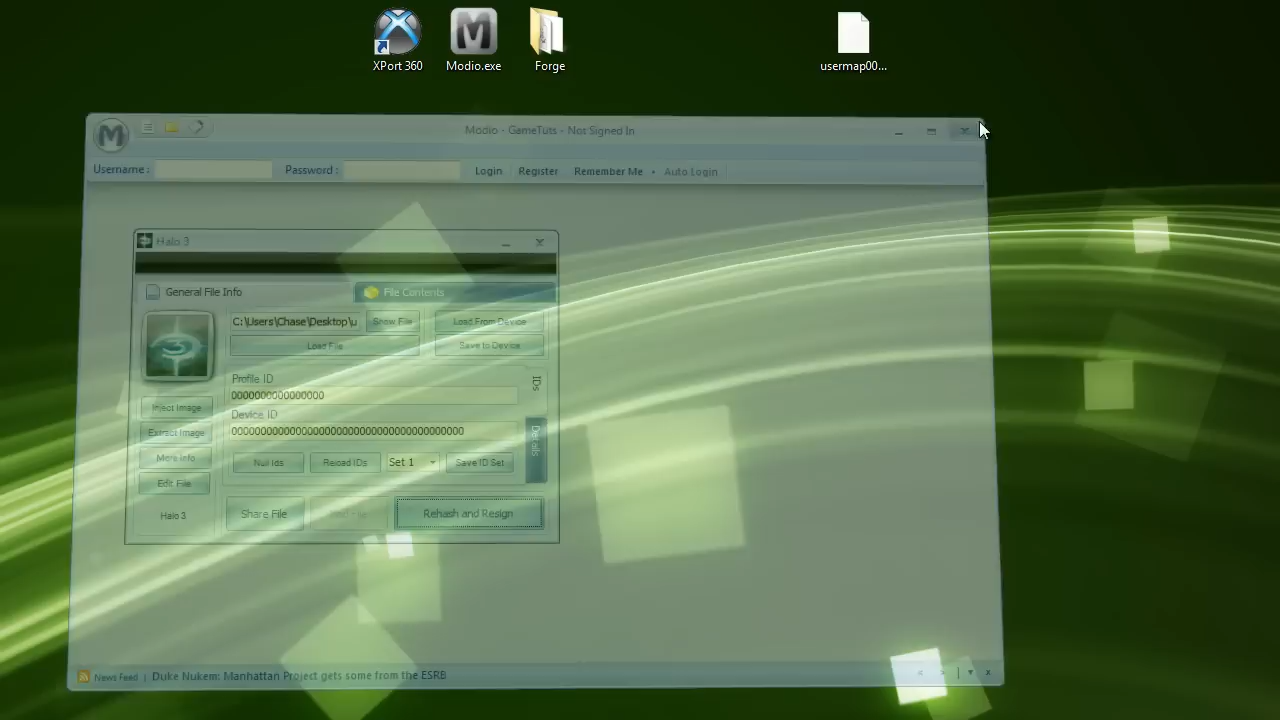 XPort 360
Modio.exe
Forge
usermap00...
M
Modio - GameTuts - Not Signed In
Username :
Password :
Login
Register
Remember Me
Auto Login
Halo 3
General File Info
File Contents
3
C:\Users\Chase\Desktop\u
Show File
Load From Device
Load File
Save to Device
Profile ID
0000000000000000
IDs
Device ID
Details
Inject Image
Extract Image
More Info
Edit File
Null Ids
Reload IDs
Set 1
Save ID Set
Halo 3
Share File
Rehash and Resign
News Feed | Duke Nukem: Manhattan Project gets some from the ESRB